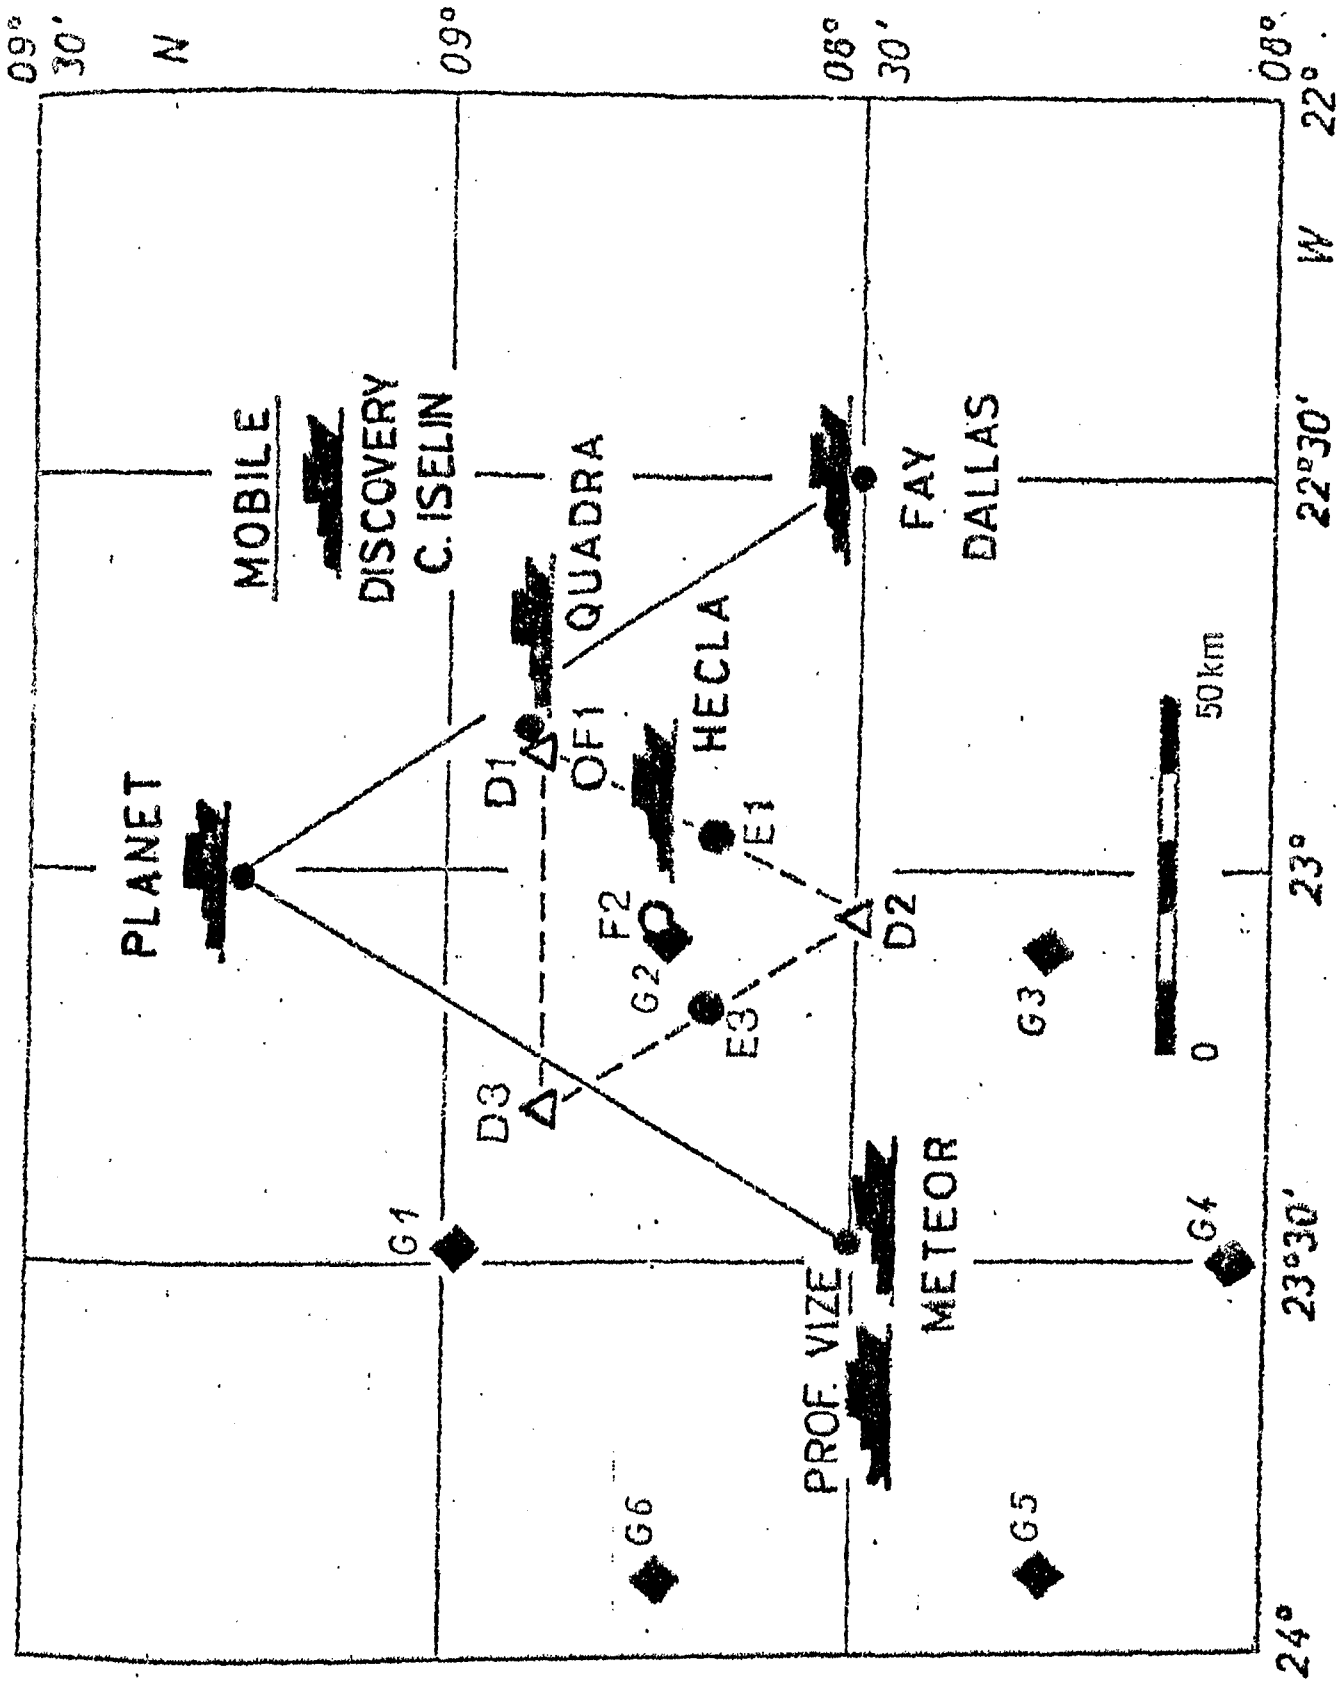 09°
30'
N
09°
08°
30'
08°
22°
W
22°30'
23°
23°30'
24°
PLANET
MOBILE
DISCOVERY
C. ISELIN
QUADRA
D1
OF1
HECLA
F2
G2
E1
E3
D3
D2
FAY
DALLAS
G1
PROF. VIZE
METEOR
G3
G4
G5
G6
0
50km